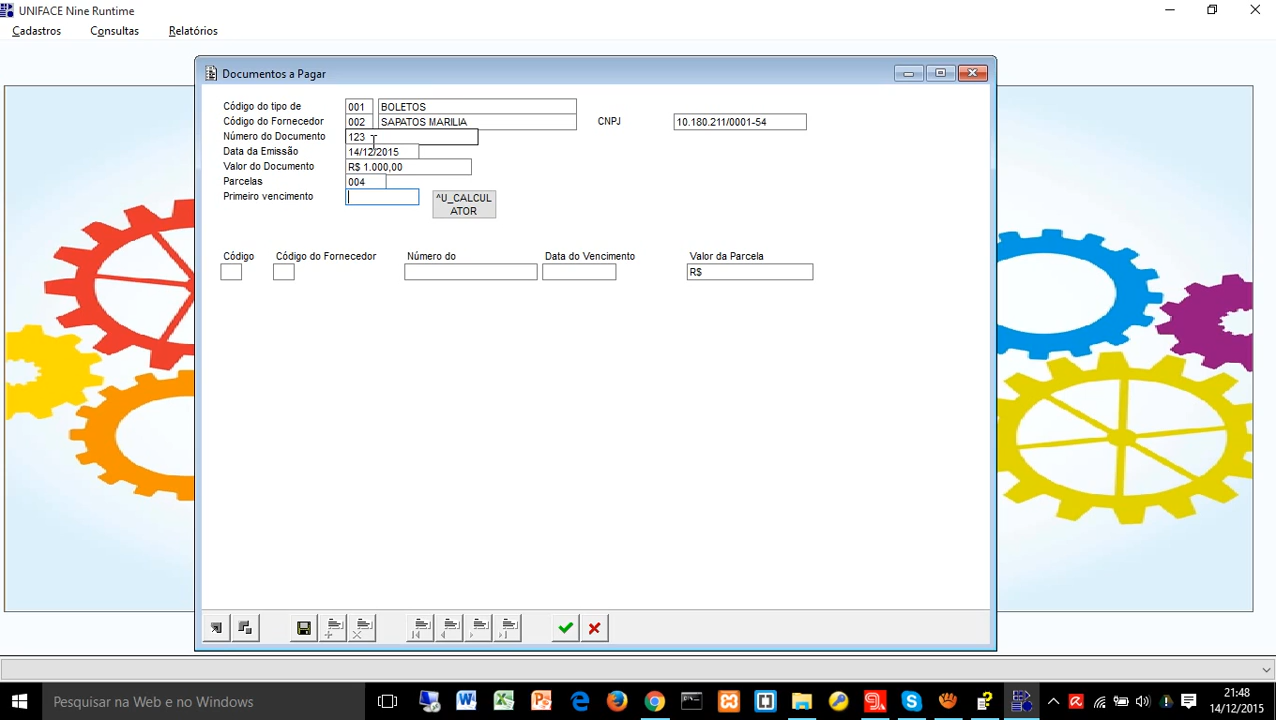 UNIFACE Nine Runtime
Cadastros Consultas Relatórios
Documentos a Pagar
Código do tipo de 001 BOLETOS
Código do Fornecedor 002 SAPATOS MARILIA CNPJ 10.180.211/0001-54
Número do Documento 123
Data da Emissão 14/12/2015
Valor do Documento R$ 1.000,00
Parcelas 004
Primeiro vencimento ^U_CALCUL
ATOR
Código Código do Fornecedor Número do Data do Vencimento Valor da Parcela
R$
Pesquisar na Web e no Windows
21:48
14/12/2015